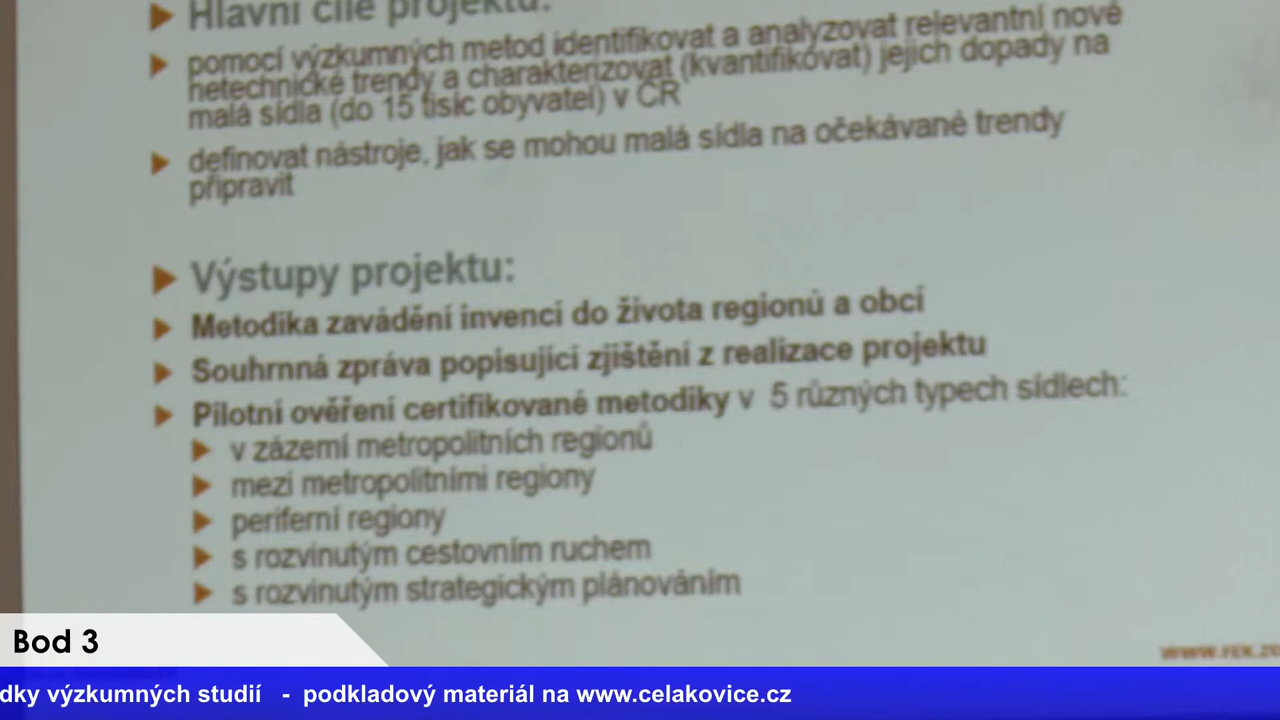 Hlavní cíle projektu:
pomocí výzkumných metod identifikovat a analyzovat relevantní nové
netechnické trendy a charakterizovat (kvantifikovat) jejich dopady na
malá sídla (do 15 tisíc obyvatel) v ČR
definovat nástroje, jak se mohou malá sídla na očekávané trendy
připravit
Výstupy projektu:
Metodika zavádění invencí do života regionů a obcí
Souhrnná zpráva popisující zjištění z realizace projektu
Pilotní ověření certifikované metodiky v 5 různých typech sídlech:
v zázemí metropolitních regionů
mezi metropolitními regiony
periferní regiony
s rozvinutým cestovním ruchem
s rozvinutým strategickým plánováním
Bod 3
dky výzkumných studií - podkladový materiál na www.celakovice.cz